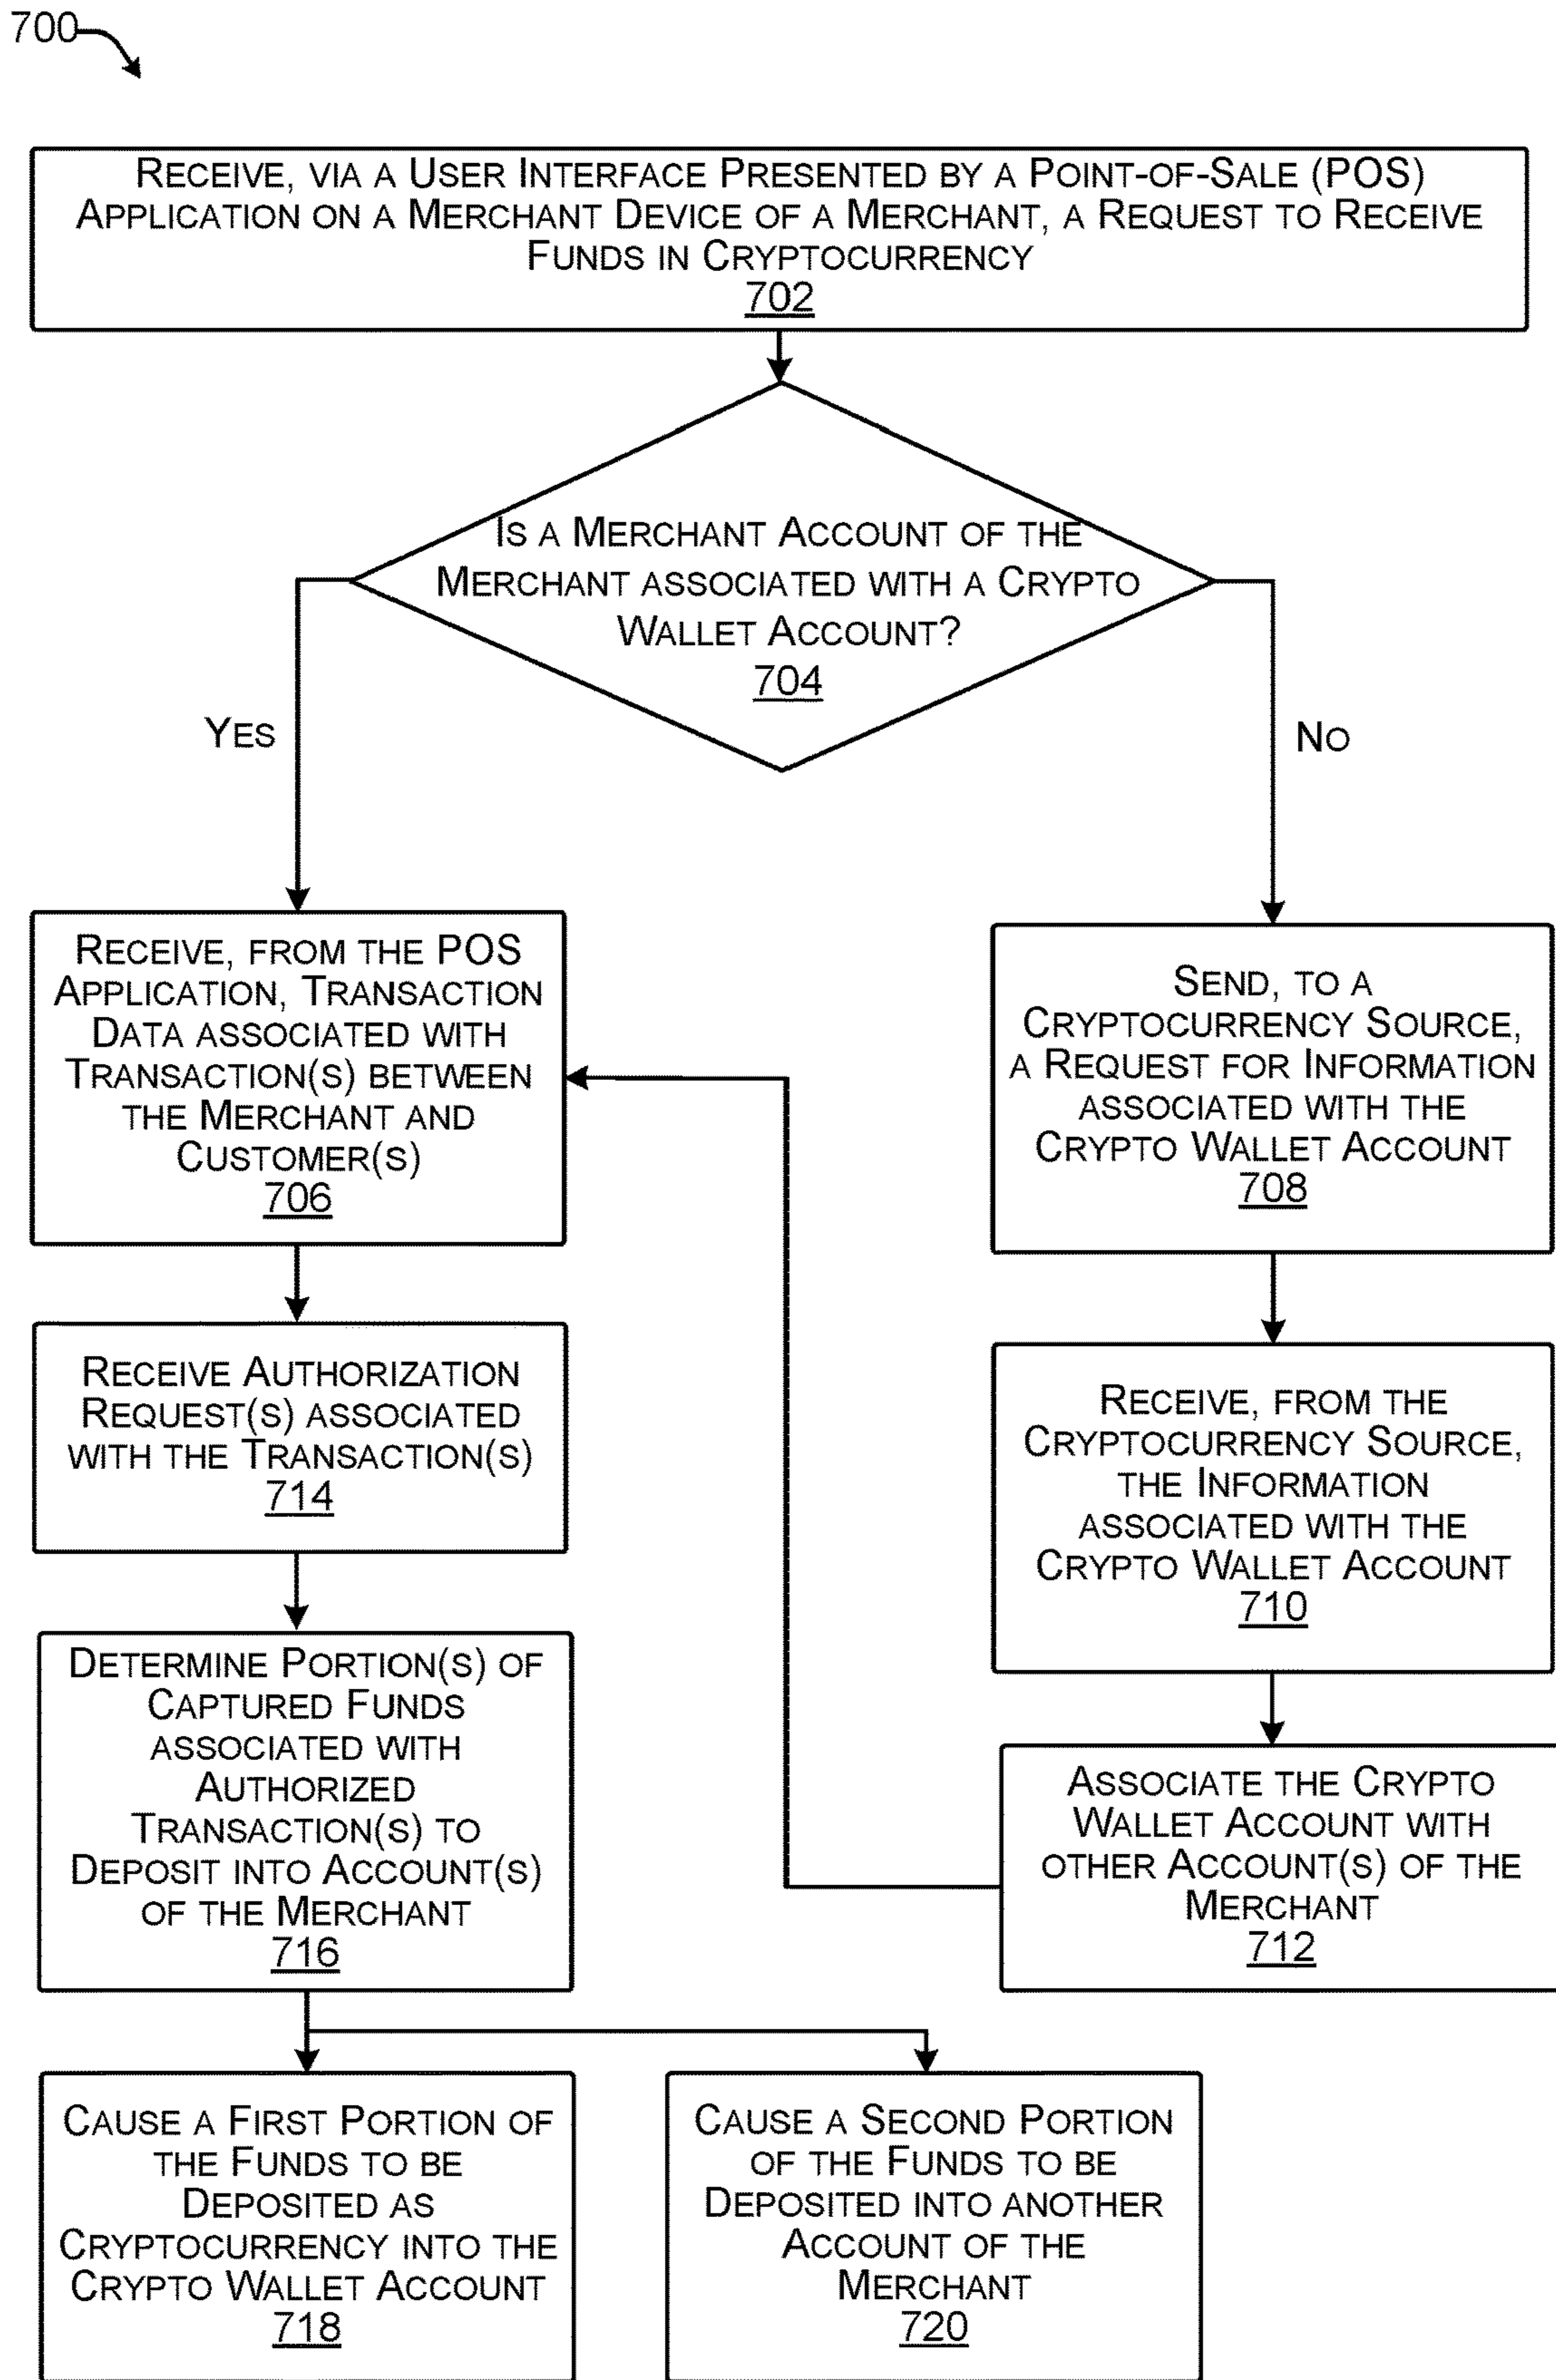 700
Receive, via a User Interface Presented by a Point-of-Sale (POS)
Application on a Merchant Device of a Merchant, a Request to Receive
Funds in Cryptocurrency
702
Is a Merchant Account of the
Merchant associated with a Crypto
Wallet Account?
704
Yes
No
Receive, from the POS
Application, Transaction
Data associated with
Transaction(s) between
the Merchant and
Customer(s)
706
Send, to a
Cryptocurrency Source,
a Request for Information
associated with the
Crypto Wallet Account
708
Receive, from the
Cryptocurrency Source,
the Information
associated with the
Crypto Wallet Account
710
Associate the Crypto
Wallet Account with
other Account(s) of the
Merchant
712
Receive Authorization
Request(s) associated
with the Transaction(s)
714
Determine Portion(s) of
Captured Funds
associated with
Authorized
Transaction(s) to
Deposit into Account(s)
of the Merchant
716
Cause a First Portion of
the Funds to be
Deposited as
Cryptocurrency into the
Crypto Wallet Account
718
Cause a Second Portion
of the Funds to be
Deposited into another
Account of the
Merchant
720